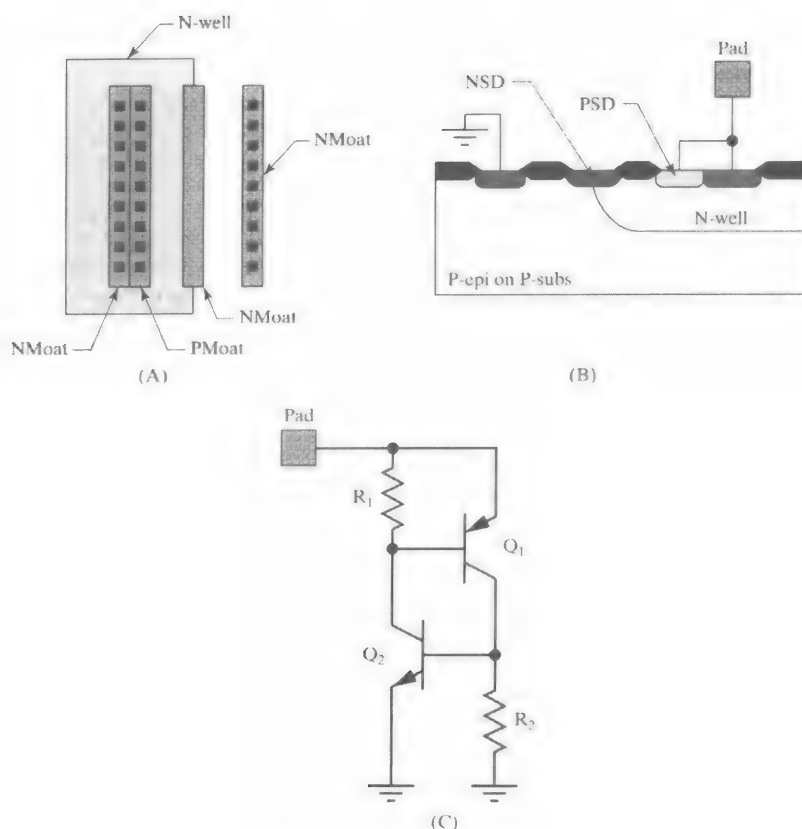 N-well
NMoat
NMoat
NMoat
PMoat
(A)
Pad
NSD
PSD
N-well
P-epi on P-subs
(B)
Pad
R1
Q1
Q2
R2
(C)